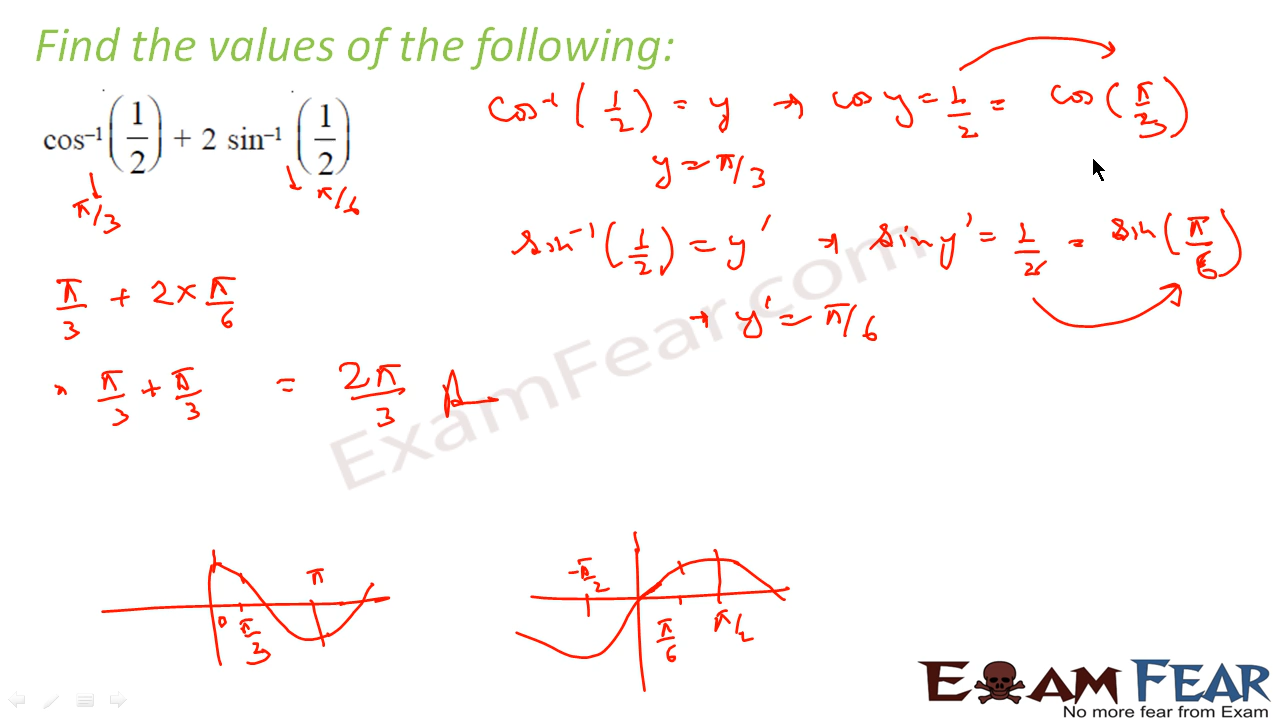 Find the values of the following:
cos⁻¹(1/2) + 2 sin⁻¹(1/2)
π/3 π/6
π/3 + 2 × π/6
π/3 + π/3 = 2π/3 A
cos⁻¹(1/2) = y → cos y = 1/2 = cos(π/3)
y = π/3
sin⁻¹(1/2) = y' → sin y' = 1/2 = sin(π/6)
→ y' = π/6
ExamFear.com
0 π/3 π
-π/2 π/6 π/2
EXAM FEAR
No more fear from Exam